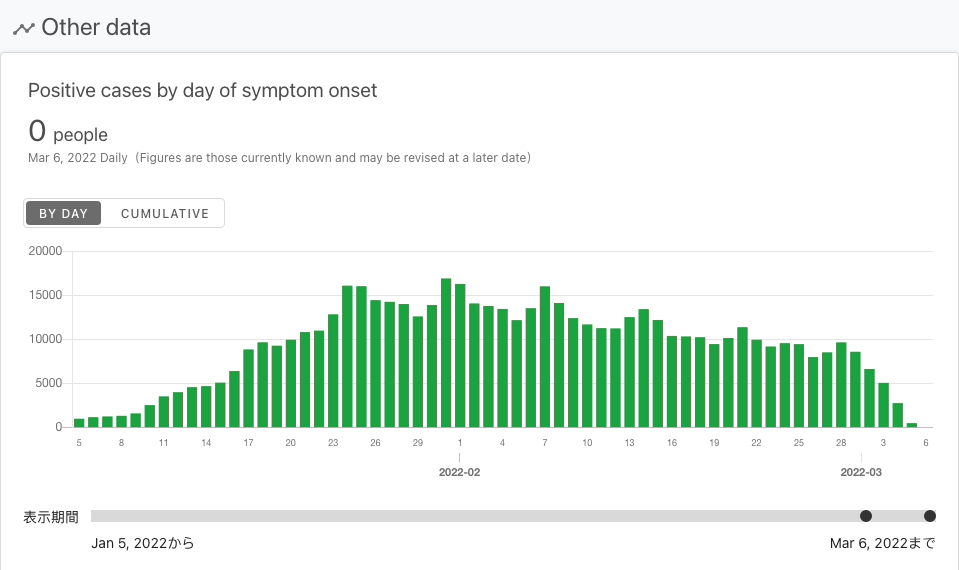 Other data
Positive cases by day of symptom onset
0 people
Mar 6, 2022 Daily（Figures are those currently known and may be revised at a later date）
BY DAY CUMULATIVE
20000
15000
10000
5000
0
5 8 11 14 17 20 23 26 29 1 4 7 10 13 16 19 22 25 28 3 6
2022-02 2022-03
表示期間
Jan 5, 2022から Mar 6, 2022まで